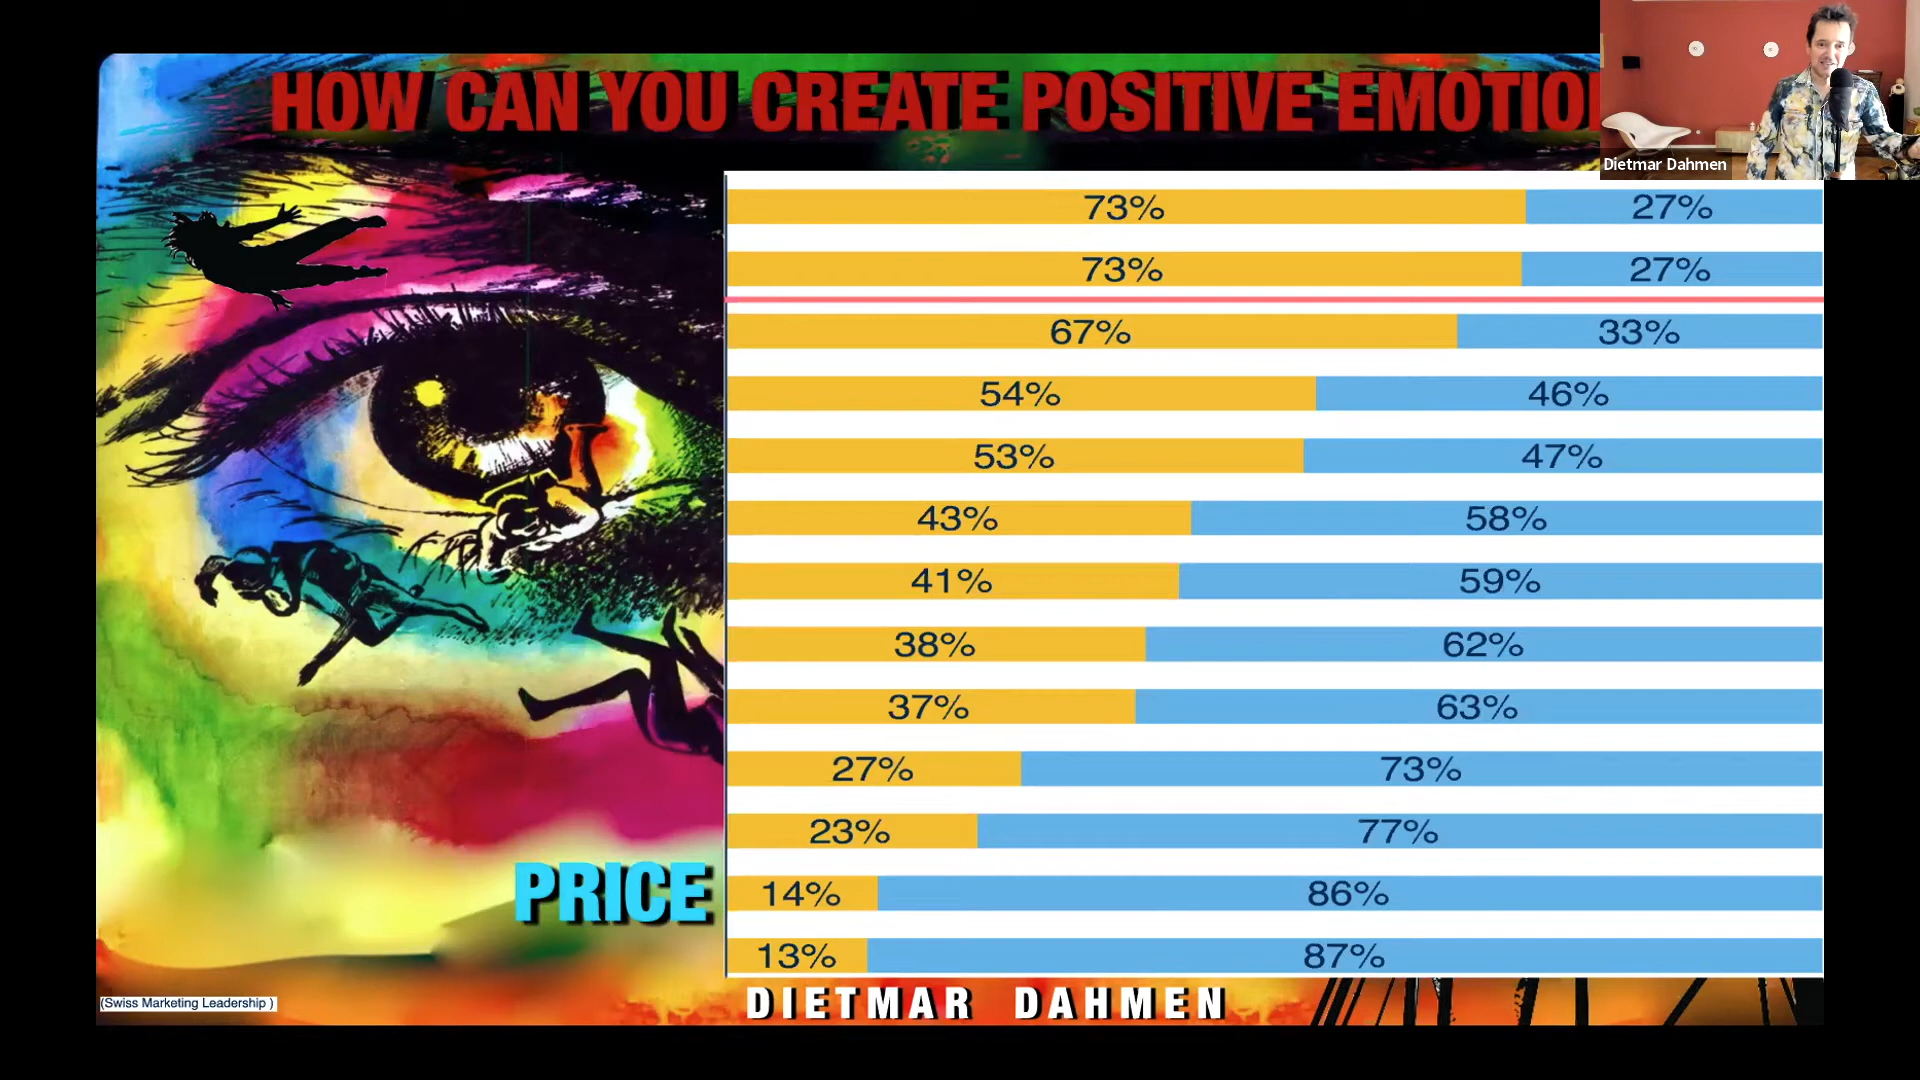 HOW CAN YOU CREATE POSITIVE EMOTIO
Dietmar Dahmen
73% 27%
73% 27%
67% 33%
54% 46%
53% 47%
43% 58%
41% 59%
38% 62%
37% 63%
27% 73%
23% 77%
PRICE 14% 86%
13% 87%
(Swiss Marketing Leadership )
DIETMAR DAHMEN